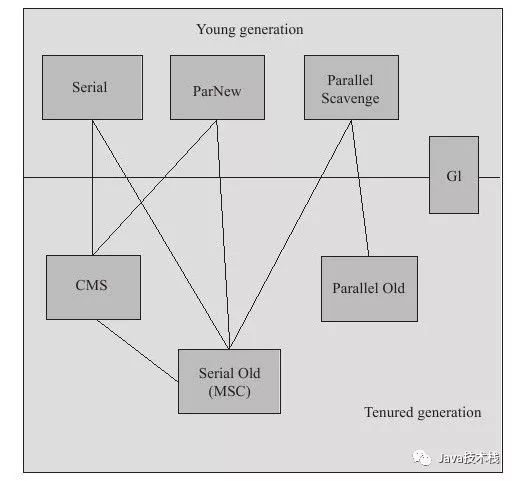 Young generation
Serial
ParNew
Parallel
Scavenge
Gl
CMS
Parallel Old
Serial Old
(MSC)
Tenured generation
Java技术栈